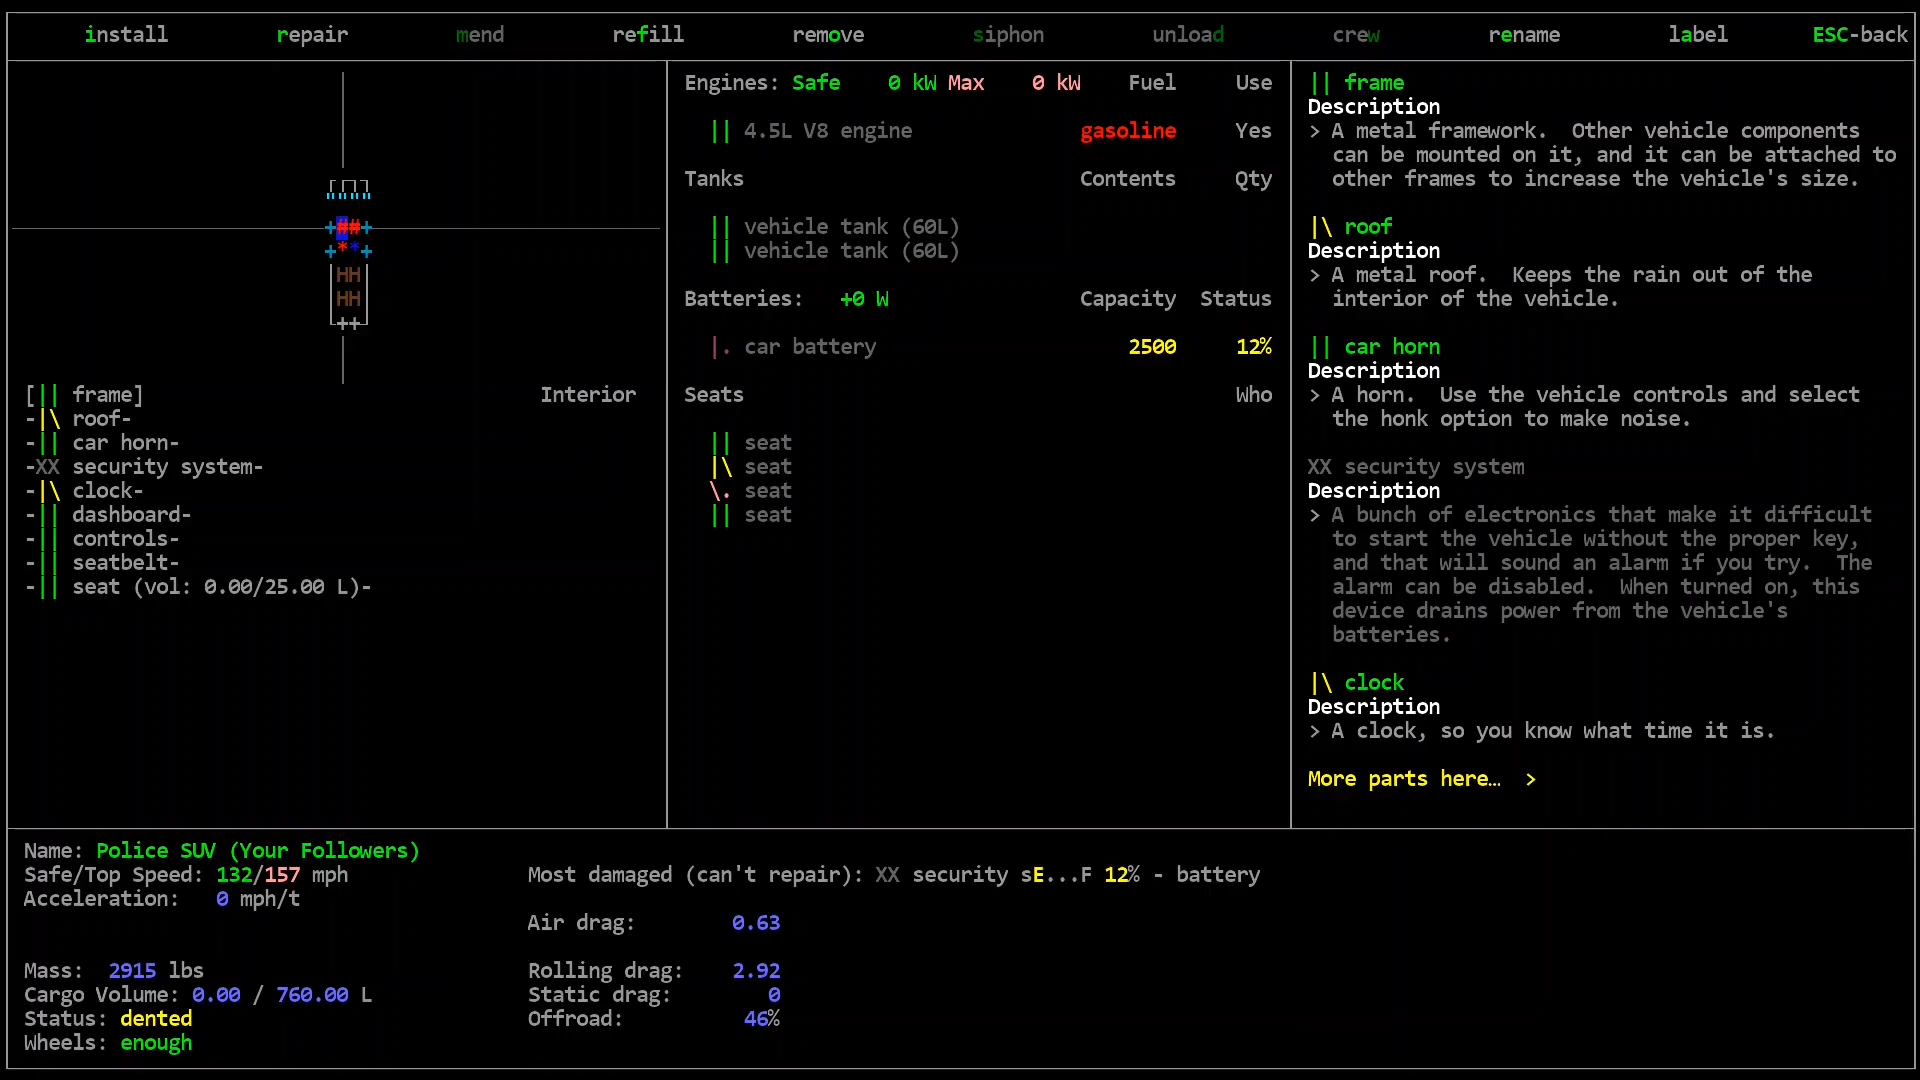 install repair mend refill remove siphon unload crew rename label ESC-back
Engines: Safe 0 kW Max 0 kW Fuel Use
|| 4.5L V8 engine gasoline Yes
Tanks Contents Qty
|| vehicle tank (60L)
|| vehicle tank (60L)
Batteries: +0 W Capacity Status
|. car battery 2500 12%
Seats Who
|| seat
|\ seat
\. seat
|| seat
+##+
+**+
HH
HH
++
[|| frame] Interior
-|\ roof-
-|| car horn-
-XX security system-
-|\ clock-
-|| dashboard-
-|| controls-
-|| seatbelt-
-|| seat (vol: 0.00/25.00 L)-
|| frame
Description
> A metal framework.  Other vehicle components
can be mounted on it, and it can be attached to
other frames to increase the vehicle's size.
|\ roof
Description
> A metal roof.  Keeps the rain out of the
interior of the vehicle.
|| car horn
Description
> A horn.  Use the vehicle controls and select
the honk option to make noise.
XX security system
Description
> A bunch of electronics that make it difficult
to start the vehicle without the proper key,
and that will sound an alarm if you try.  The
alarm can be disabled.  When turned on, this
device drains power from the vehicle's
batteries.
|\ clock
Description
> A clock, so you know what time it is.
More parts here…  >
Name: Police SUV (Your Followers)
Safe/Top Speed: 132/157 mph
Acceleration: 0 mph/t
Mass: 2915 lbs
Cargo Volume: 0.00 / 760.00 L
Status: dented
Wheels: enough
Most damaged (can't repair): XX security sE...F 12% - battery
Air drag: 0.63
Rolling drag: 2.92
Static drag: 0
Offroad: 46%